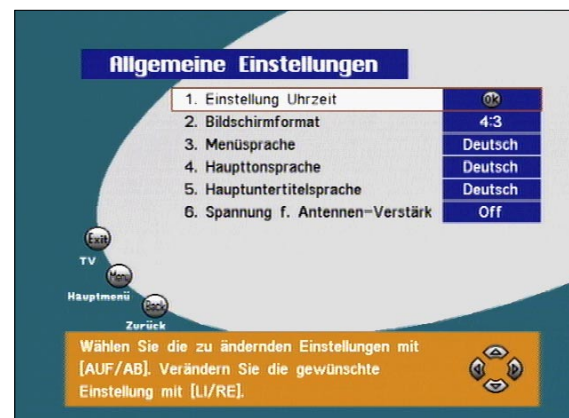 Allgemeine Einstellungen
1. Einstellung Uhrzeit Ok
2. Bildschirmformat 4:3
3. Menüsprache Deutsch
4. Haupttonsprache Deutsch
5. Hauptuntertitelsprache Deutsch
6. Spannung f. Antennen-Verstärk Off
Exit
TV
Menu
Hauptmenü
Back
Zurück
Wählen Sie die zu ändernden Einstellungen mit
[AUF/AB]. Verändern Sie die gewünschte
Einstellung mit [LI/RE].